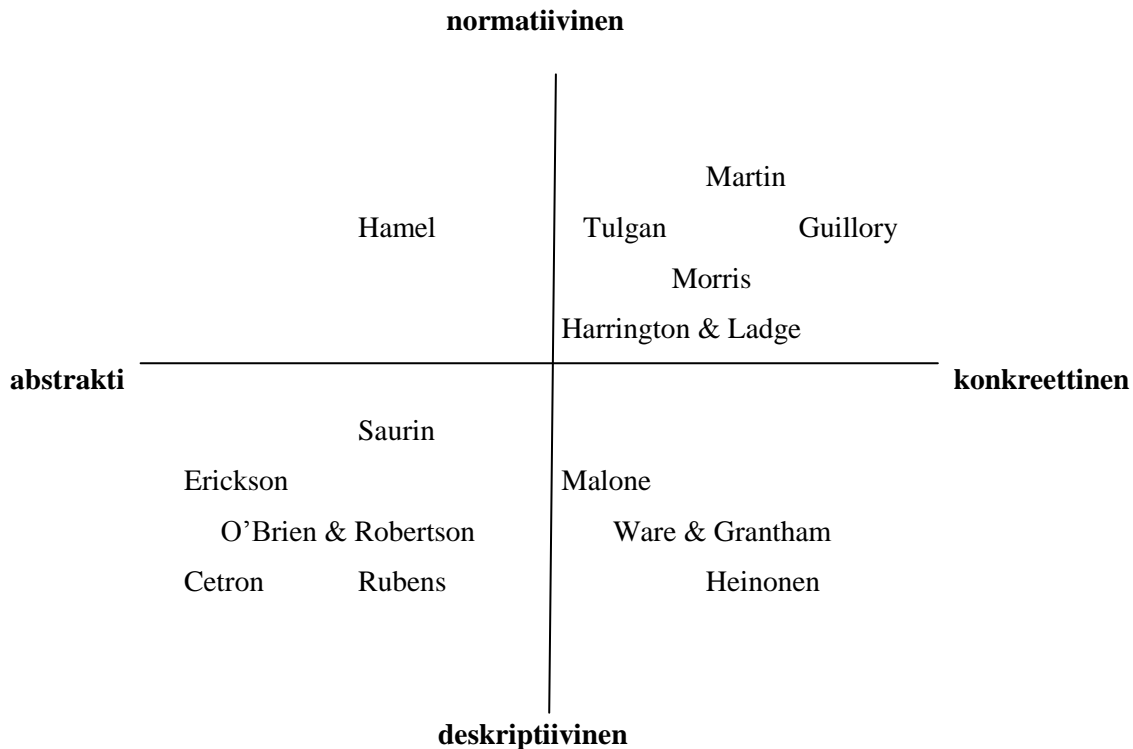 normatiivinen
Martin
Hamel Tulgan Guillory
Morris
Harrington & Ladge
abstrakti konkreettinen
Saurin
Erickson Malone
O’Brien & Robertson Ware & Grantham
Cetron Rubens Heinonen
deskriptiivinen